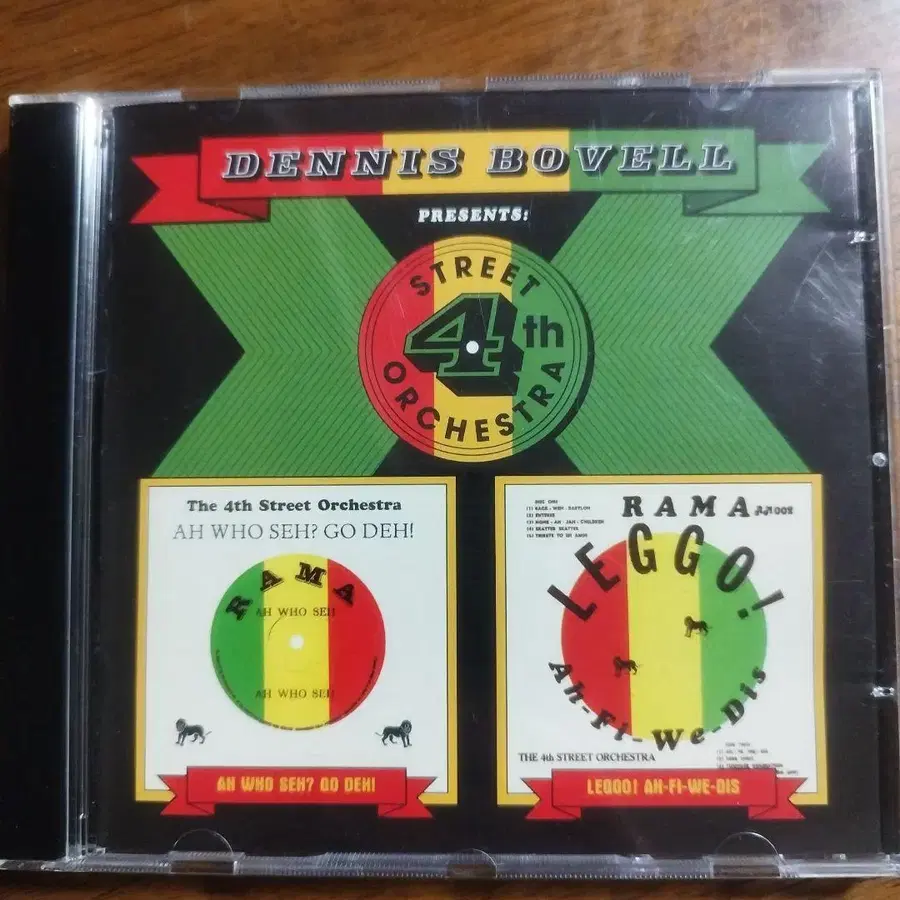 DENNIS BOVELL
PRESENTS:
STREET
4th
ORCHESTRA
The 4th Street Orchestra
AH WHO SEH? GO DEH!
RAMA
AH WHO SEH
AH WHO SEH
AH WHO SEH? GO DEH!
RAMA
LEGGO!
Ah-Fi-We-Dis
THE 4th STREET ORCHESTRA
LEGGO! AH-FI-WE-DIS